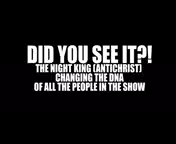 DID YOU SEE IT?!
THE NIGHT KING (ANTICHRIST)
CHANGING THE DNA
OF ALL THE PEOPLE IN THE SHOW